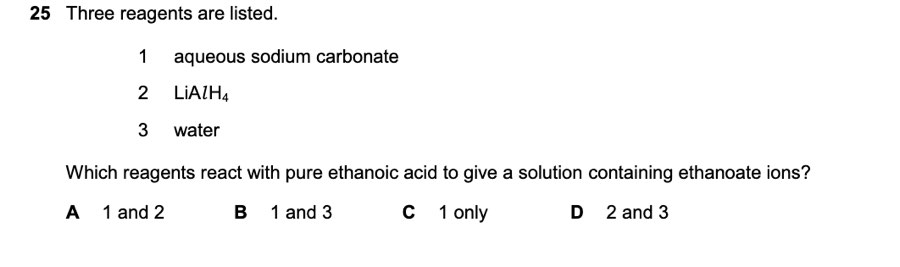 25 Three reagents are listed.
1 aqueous sodium carbonate
2 LiAlH₄
3 water
Which reagents react with pure ethanoic acid to give a solution containing ethanoate ions?
A 1 and 2 B 1 and 3 C 1 only D 2 and 3